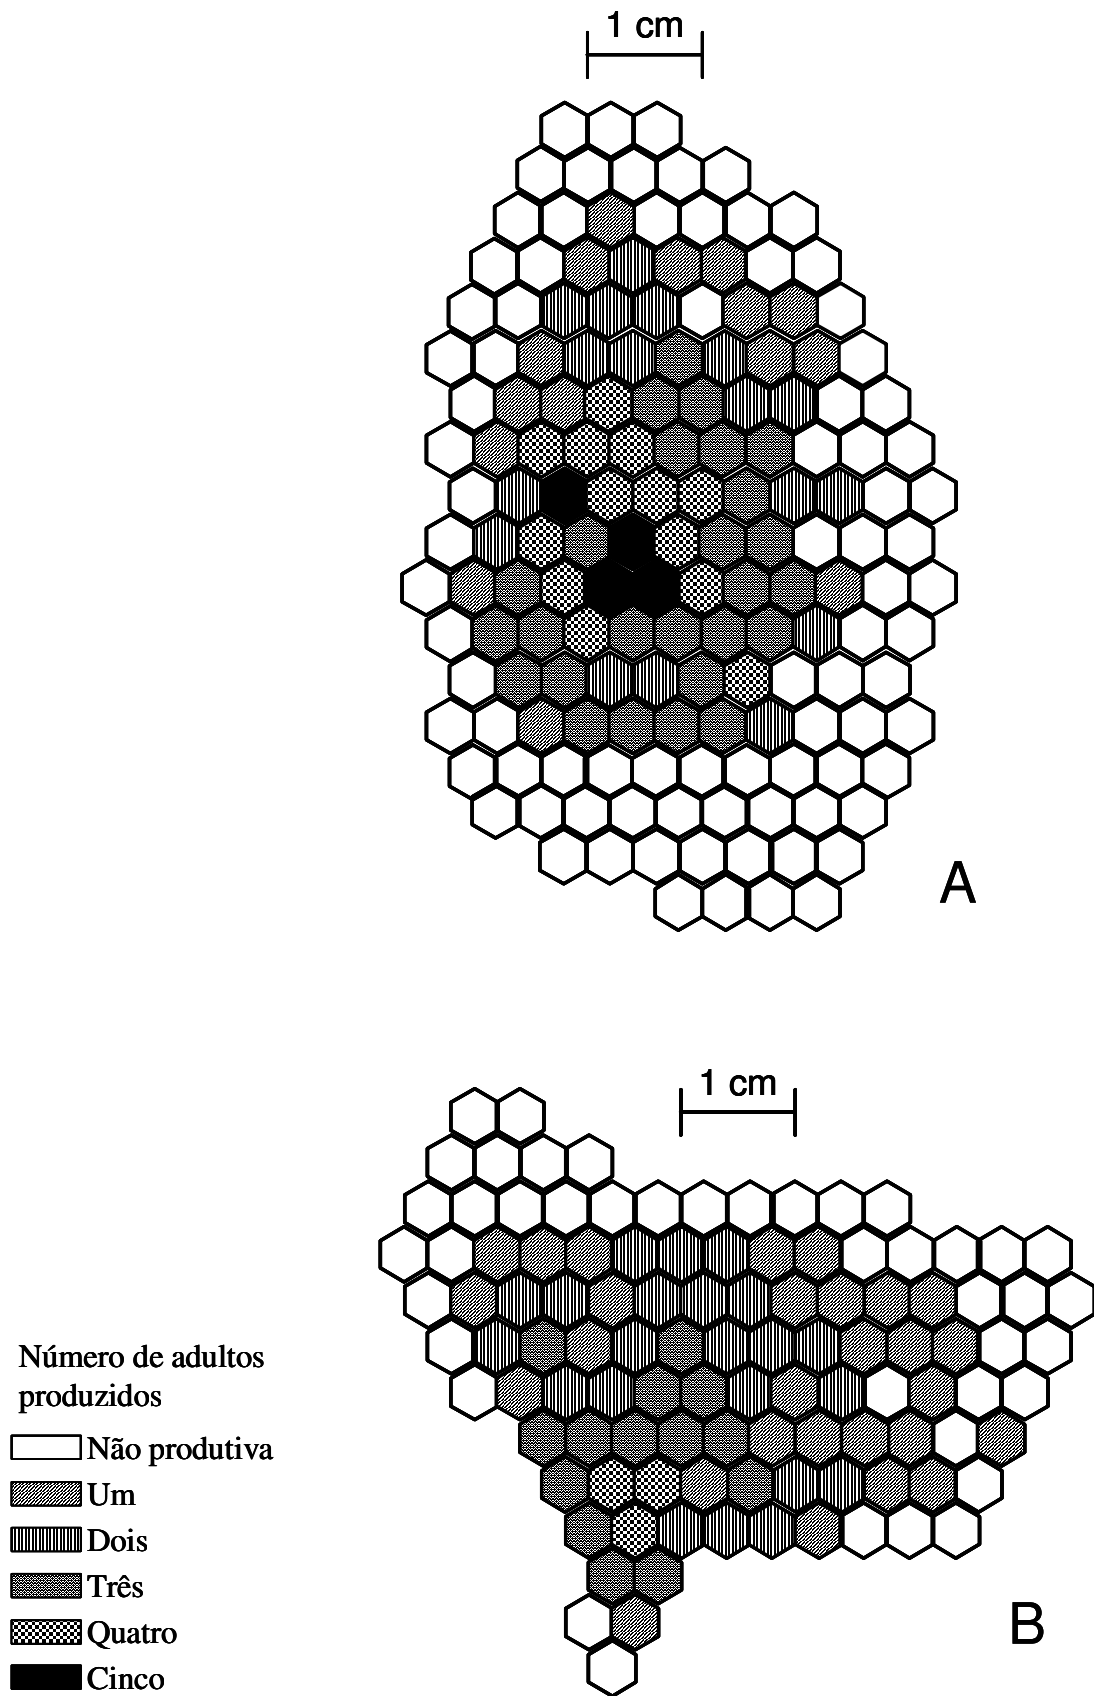 1 cm
A
1 cm
Número de adultos
produzidos
Não produtiva
Um
Dois
Três
Quatro
Cinco
B